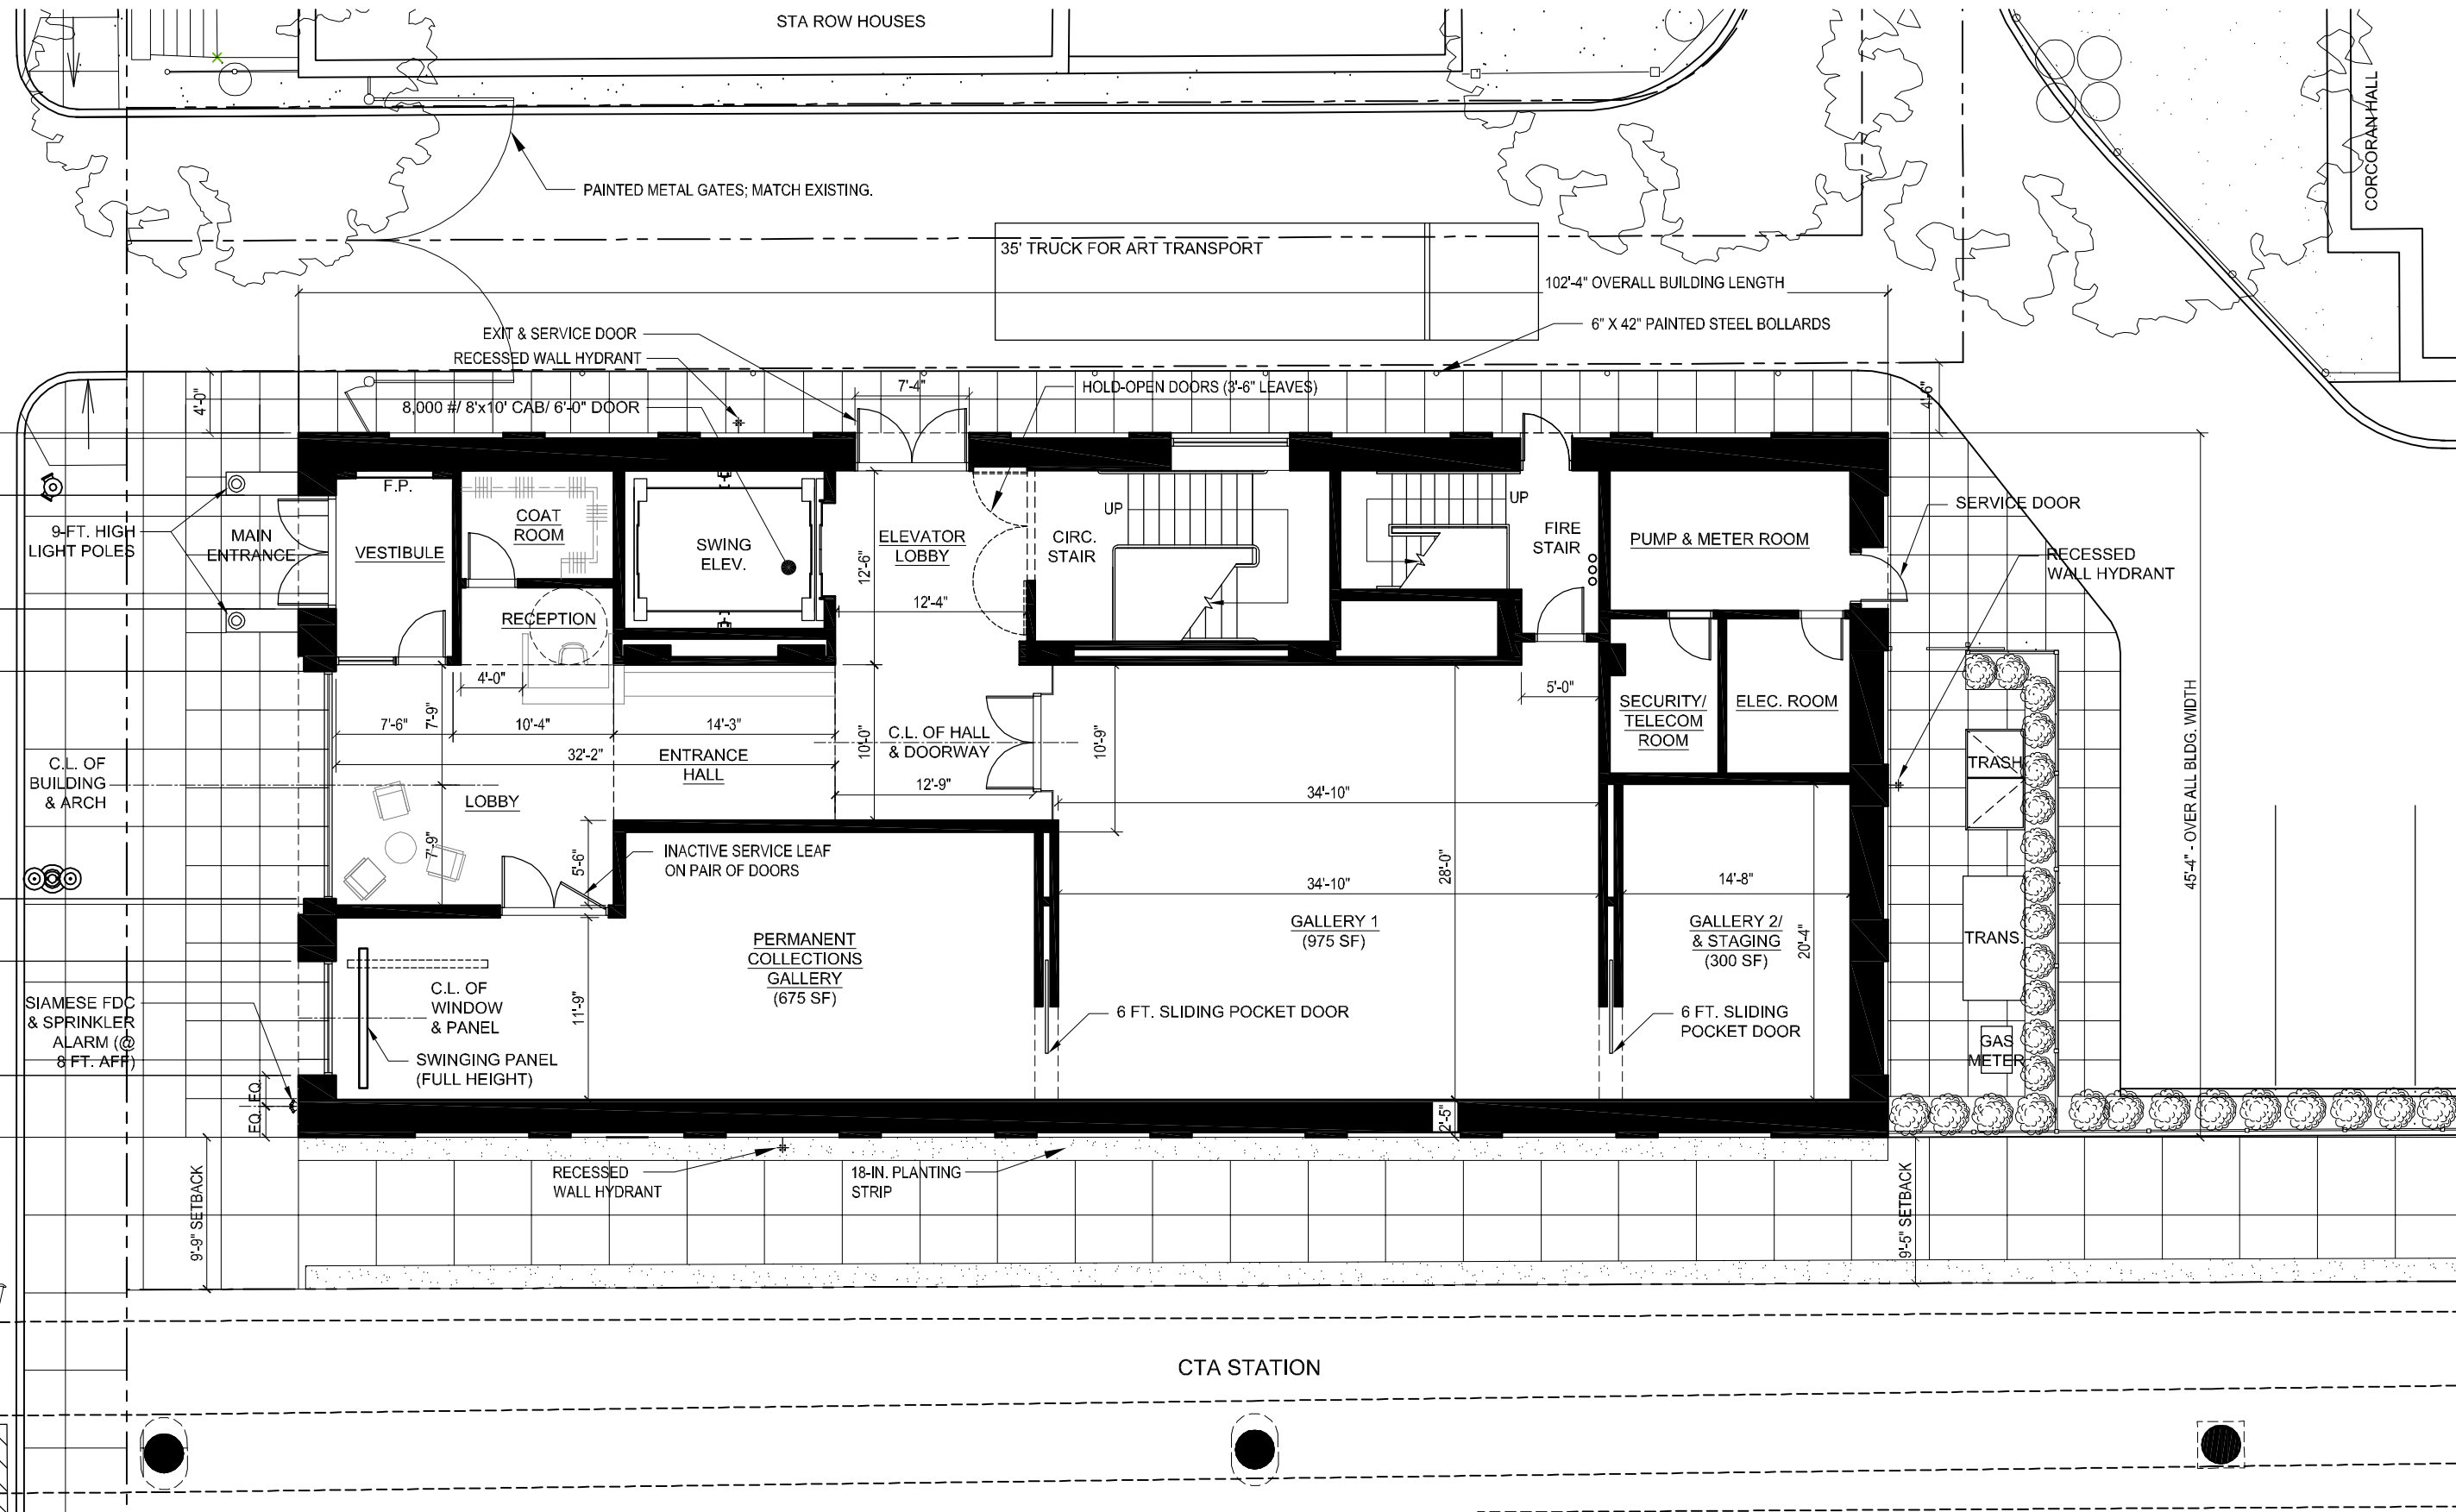 STA ROW HOUSES
CORCORAN HALL
PAINTED METAL GATES; MATCH EXISTING.
35' TRUCK FOR ART TRANSPORT
102'-4" OVERALL BUILDING LENGTH
6" X 42" PAINTED STEEL BOLLARDS
EXIT & SERVICE DOOR
RECESSED WALL HYDRANT
8,000 #/ 8'x10' CAB/ 6'-0" DOOR
7'-4"
HOLD-OPEN DOORS (3'-6" LEAVES)
4'-0"
4'-6"
9-FT. HIGH
LIGHT POLES
MAIN
ENTRANCE
F.P.
VESTIBULE
COAT
ROOM
RECEPTION
SWING
ELEV.
ELEVATOR
LOBBY
12'-6"
12'-4"
CIRC.
STAIR
UP
UP
FIRE
STAIR
PUMP & METER ROOM
SERVICE DOOR
RECESSED
WALL HYDRANT
4'-0"
7'-6"
7'-9"
10'-4"
14'-3"
32'-2"
ENTRANCE
HALL
10'-0"
C.L. OF HALL
& DOORWAY
12'-9"
10'-9"
5'-0"
SECURITY/
TELECOM
ROOM
ELEC. ROOM
45'-4" - OVER ALL BLDG. WIDTH
C.L. OF
BUILDING
& ARCH
LOBBY
7'-9"
5'-6"
INACTIVE SERVICE LEAF
ON PAIR OF DOORS
34'-10"
34'-10"
28'-0"
GALLERY 1
(975 SF)
14'-8"
GALLERY 2/
& STAGING
(300 SF)
20'-4"
TRASH
TRANS.
GAS
METER
PERMANENT
COLLECTIONS
GALLERY
(675 SF)
C.L. OF
WINDOW
& PANEL
11'-9"
SWINGING PANEL
(FULL HEIGHT)
6 FT. SLIDING POCKET DOOR
6 FT. SLIDING
POCKET DOOR
SIAMESE FDC
& SPRINKLER
ALARM (@
8 FT. AFF)
EQ. EQ.
2'-5"
RECESSED
WALL HYDRANT
18-IN. PLANTING
STRIP
9'-9" SETBACK
9'-5" SETBACK
CTA STATION